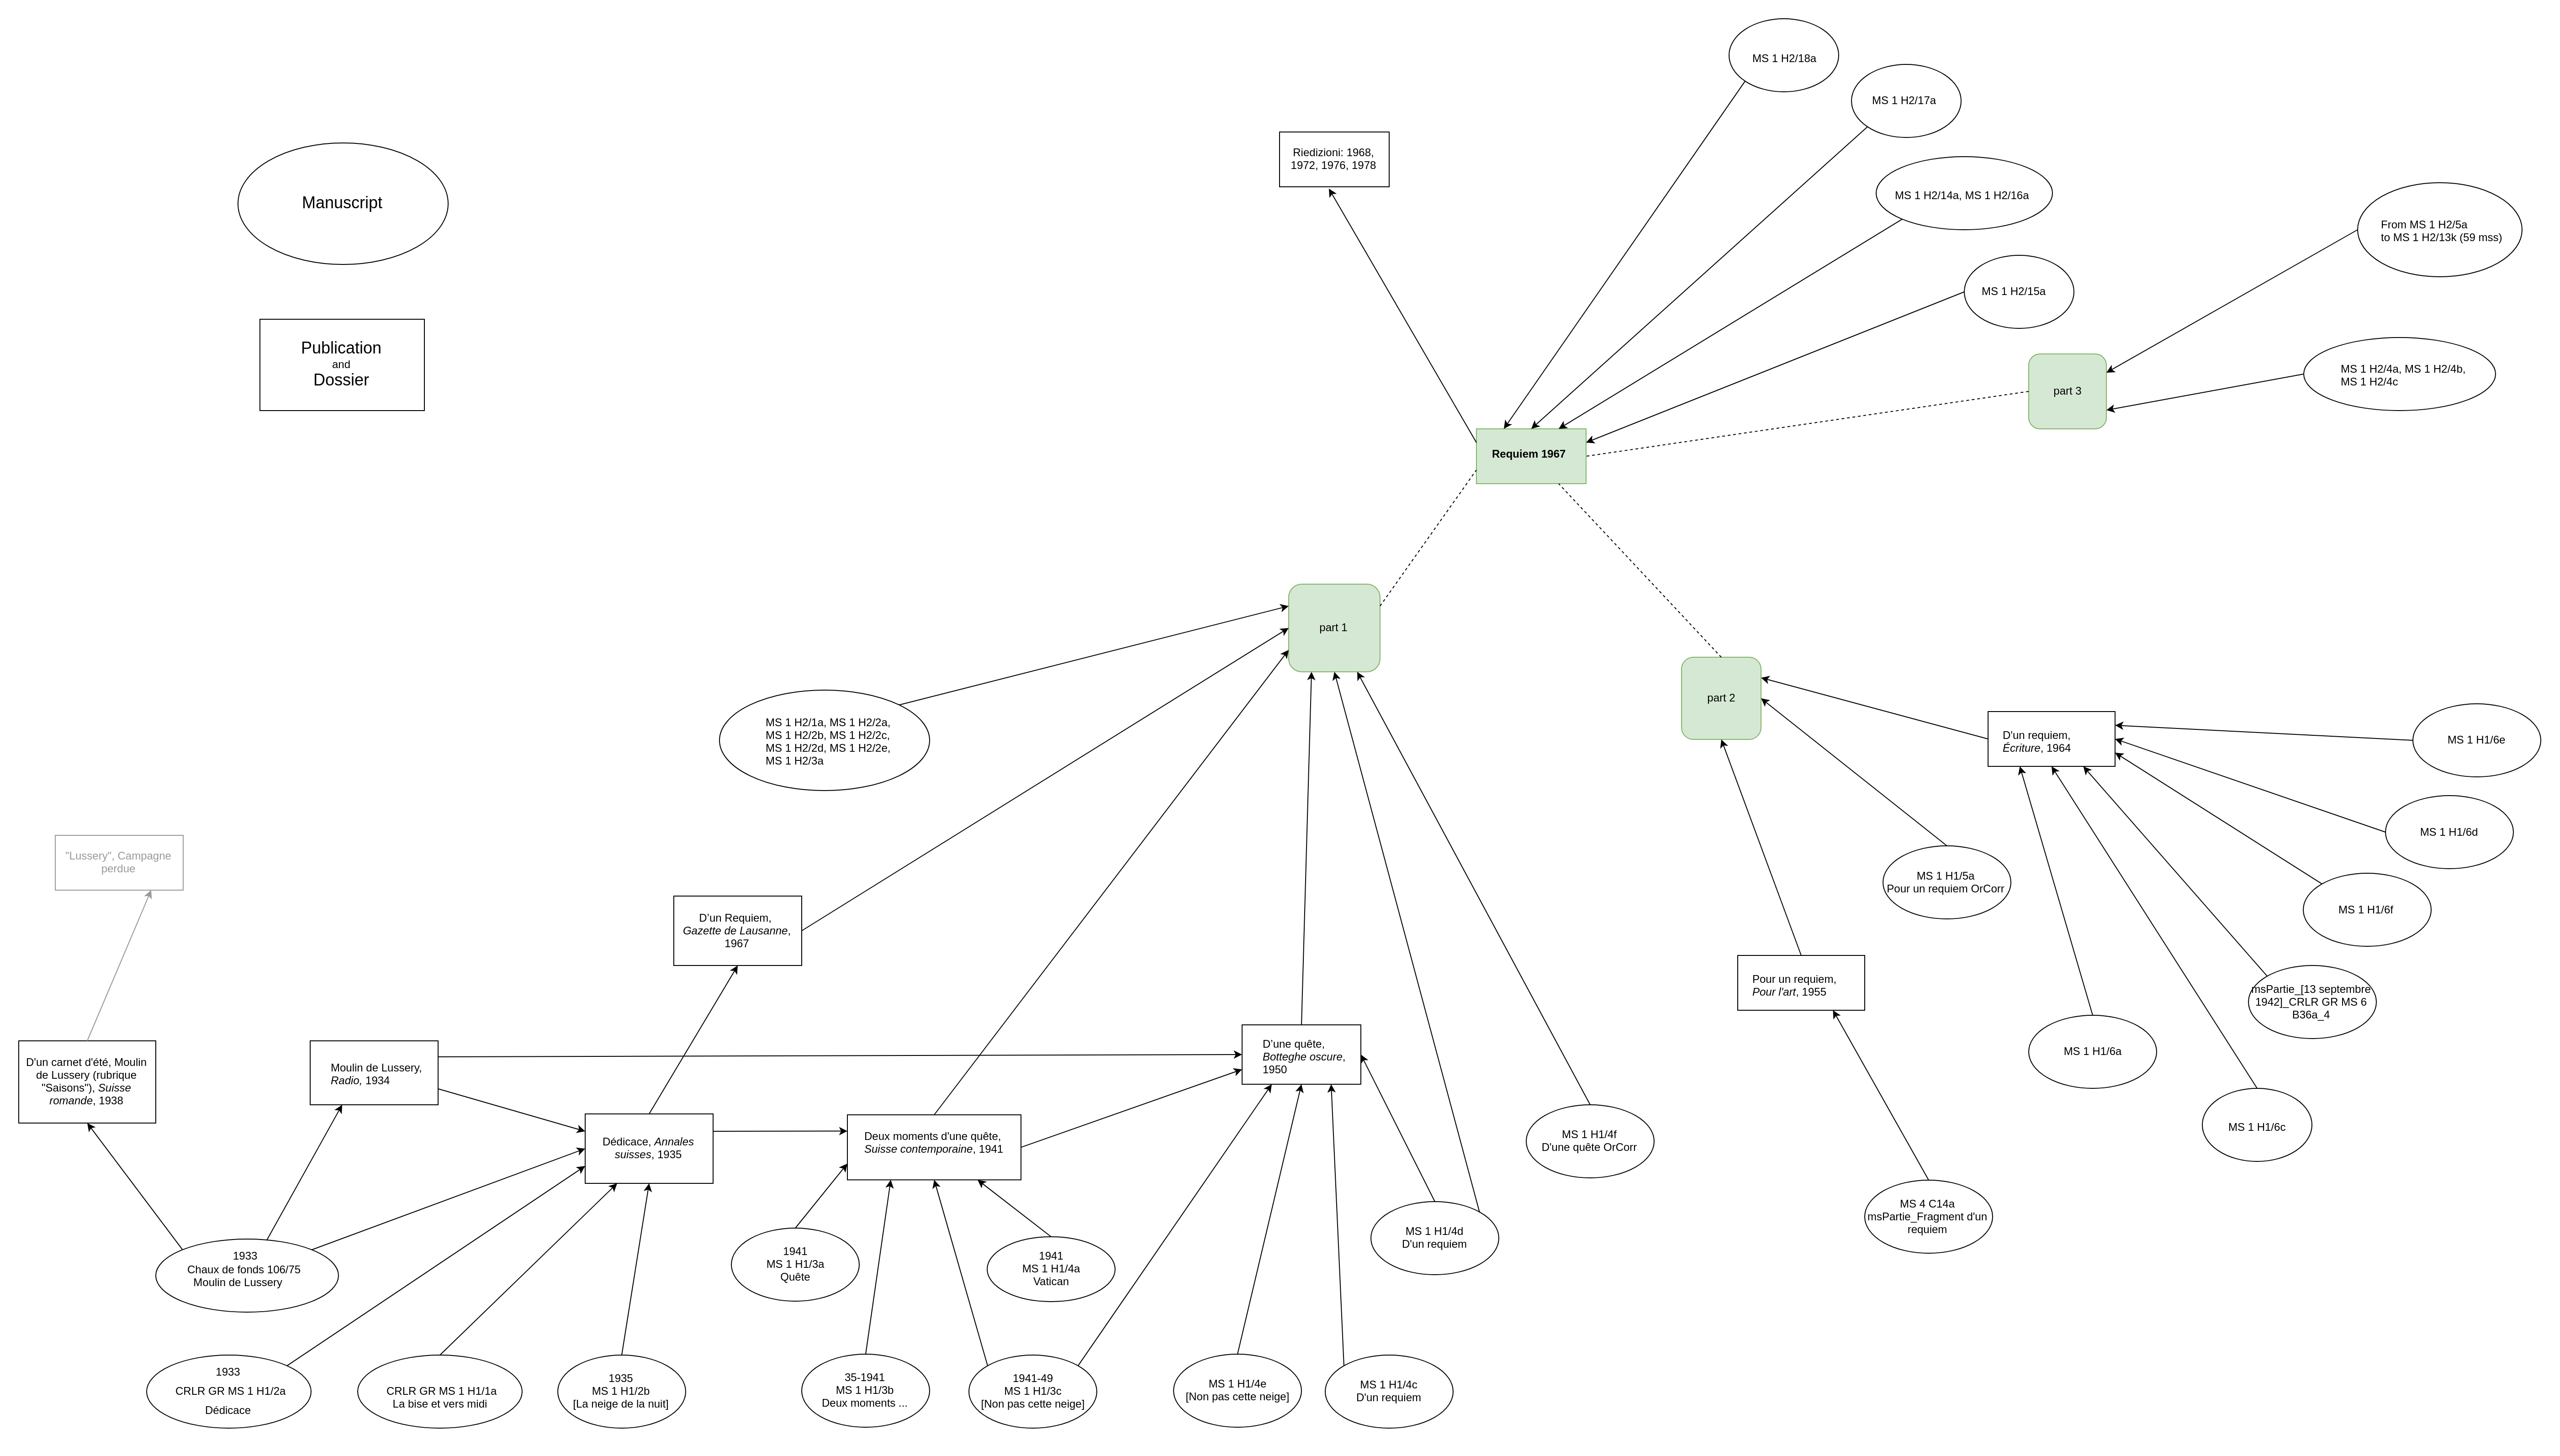 MS 1 H2/18a
MS 1 H2/17a
Riedizioni: 1968,
1972, 1976, 1978
MS 1 H2/14a, MS 1 H2/16a
Manuscript
From MS 1 H2/5a
to MS 1 H2/13k (59 mss)
MS 1 H2/15a
Publication
and
Dossier
MS 1 H2/4a, MS 1 H2/4b,
MS 1 H2/4c
part 3
Requiem 1967
part 1
part 2
MS 1 H2/1a, MS 1 H2/2a,
MS 1 H2/2b, MS 1 H2/2c,
MS 1 H2/2d, MS 1 H2/2e,
MS 1 H2/3a
D'un requiem,
Écriture, 1964
MS 1 H1/6e
MS 1 H1/6d
"Lussery", Campagne
perdue
MS 1 H1/5a
Pour un requiem OrCorr
MS 1 H1/6f
D'un Requiem,
Gazette de Lausanne,
1967
Pour un requiem,
Pour l'art, 1955
msPartie_[13 septembre
1942]_CRLR GR MS 6
B36a_4
D'un carnet d'été, Moulin
de Lussery (rubrique
"Saisons"), Suisse
romande, 1938
Moulin de Lussery,
Radio, 1934
D'une quête,
Botteghe oscure,
1950
MS 1 H1/6a
MS 1 H1/6c
Dédicace, Annales
suisses, 1935
Deux moments d'une quête,
Suisse contemporaine, 1941
MS 1 H1/4f
D'une quête OrCorr
MS 4 C14a
msPartie_Fragment d'un
requiem
MS 1 H1/4d
D'un requiem
1933
Chaux de fonds 106/75
Moulin de Lussery
1941
MS 1 H1/3a
Quête
1941
MS 1 H1/4a
Vatican
1933
CRLR GR MS 1 H1/2a
Dédicace
CRLR GR MS 1 H1/1a
La bise et vers midi
1935
MS 1 H1/2b
[La neige de la nuit]
35-1941
MS 1 H1/3b
Deux moments ...
1941-49
MS 1 H1/3c
[Non pas cette neige]
MS 1 H1/4e
[Non pas cette neige]
MS 1 H1/4c
D'un requiem